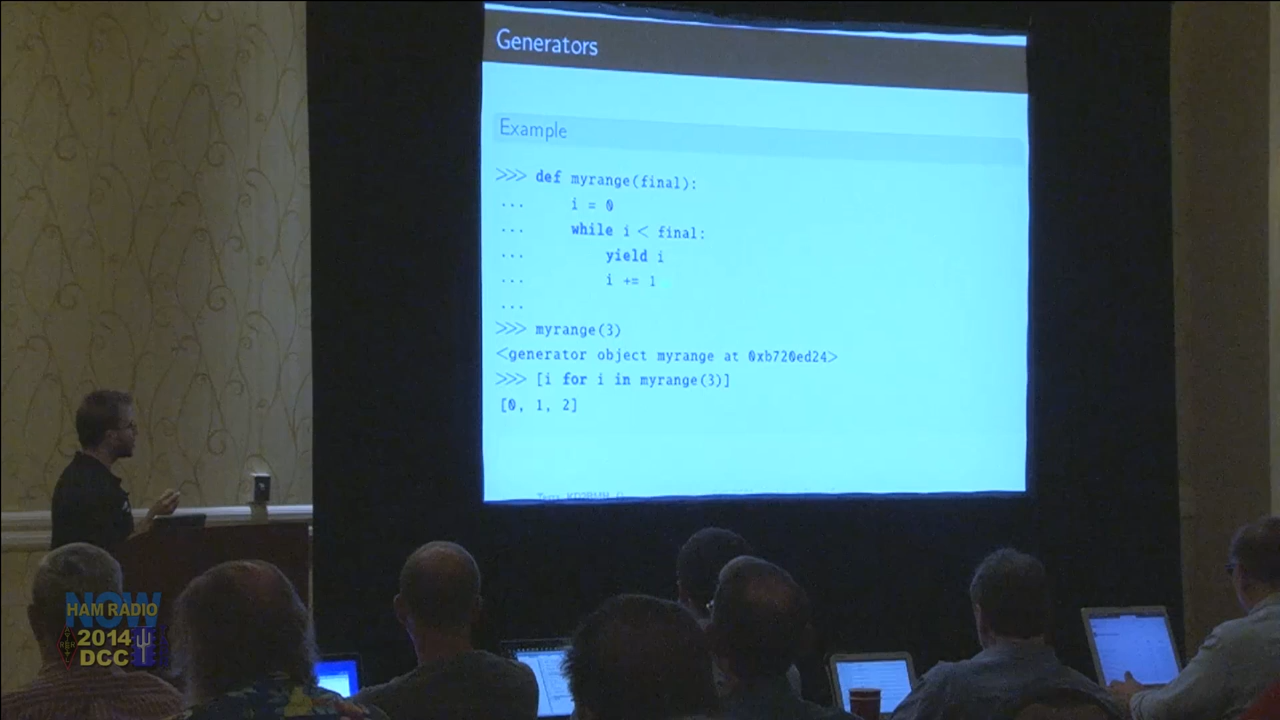 Generators
Example
>>> def myrange(final):
...     i = 0
...     while i < final:
...         yield i
...         i += 1
...
>>> myrange(3)
<generator object myrange at 0xb720ed24>
>>> [i for i in myrange(3)]
[0, 1, 2]
NOW
HAM RADIO
2014
DCC